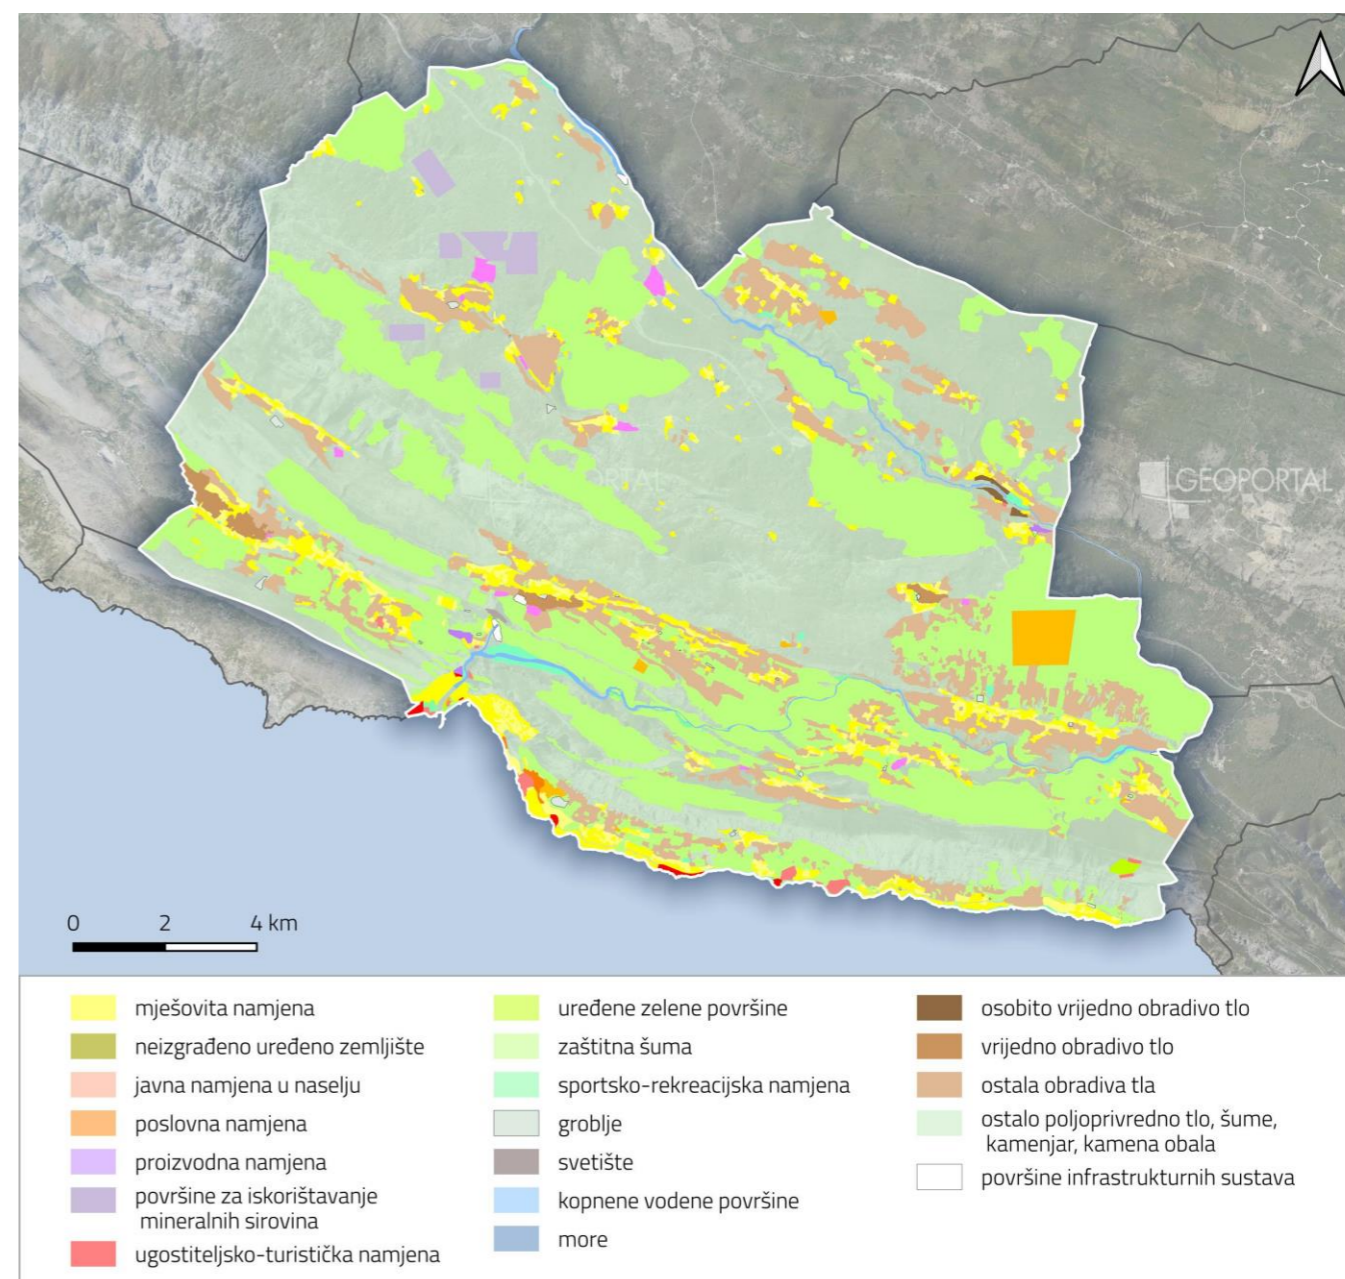 GEOPORTAL
GEOPORTAL
0 2 4 km
mješovita namjena
neizgrađeno uređeno zemljište
javna namjena u naselju
poslovna namjena
proizvodna namjena
površine za iskorištavanje
mineralnih sirovina
ugostiteljsko-turistička namjena
uređene zelene površine
zaštitna šuma
sportsko-rekreacijska namjena
groblje
svetište
kopnene vodene površine
more
osobito vrijedno obradivo tlo
vrijedno obradivo tlo
ostala obradiva tla
ostalo poljoprivredno tlo, šume,
kamenjar, kamena obala
površine infrastrukturnih sustava